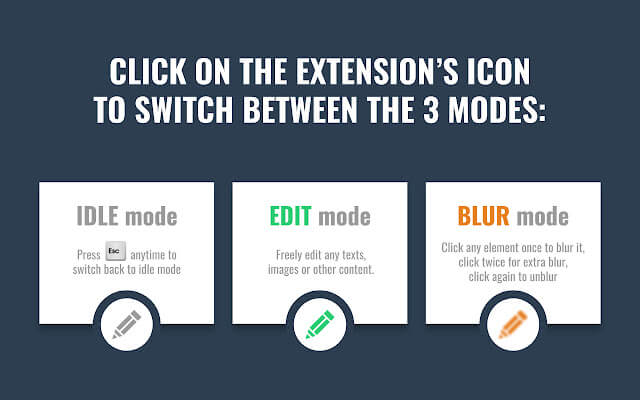 CLICK ON THE EXTENSION'S ICON
TO SWITCH BETWEEN THE 3 MODES:
IDLE mode
Press Esc anytime to
switch back to idle mode
EDIT mode
Freely edit any texts,
images or other content.
BLUR mode
Click any element once to blur it,
click twice for extra blur,
click again to unblur